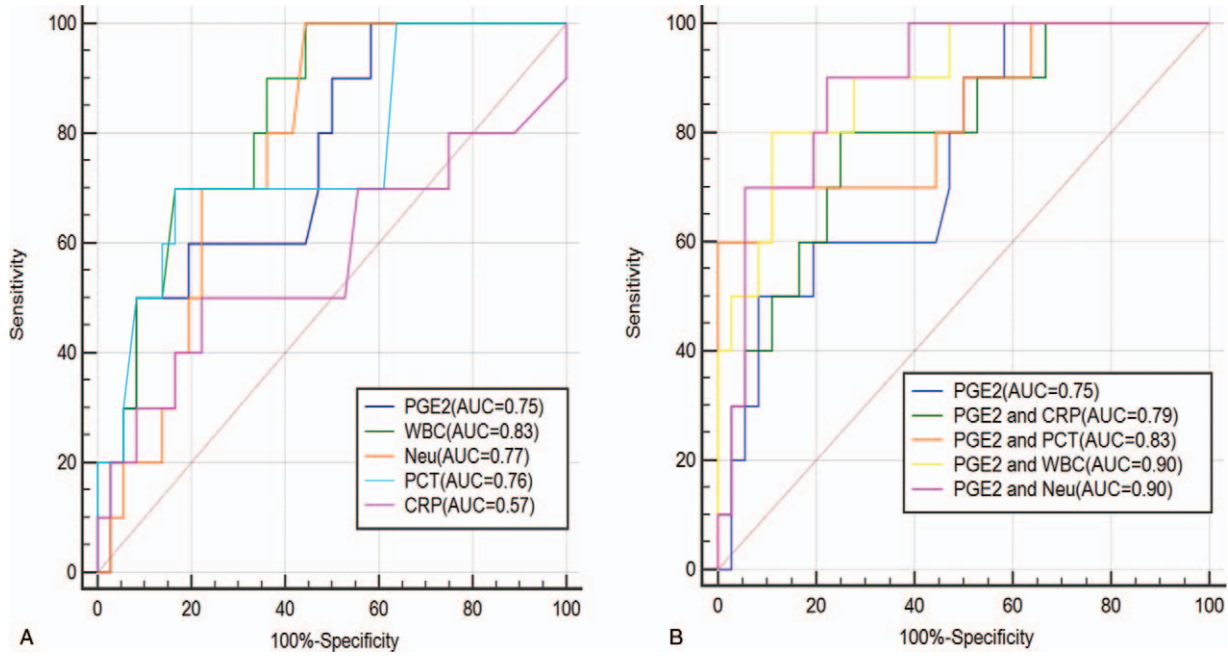 100
80
60
40
20
0
Sensitivity
PGE2(AUC=0.75)
WBC(AUC=0.83)
Neu(AUC=0.77)
PCT(AUC=0.76)
CRP(AUC=0.57)
0 20 40 60 80 100
A
100%-Specificity
100
80
60
40
20
0
Sensitivity
PGE2(AUC=0.75)
PGE2 and CRP(AUC=0.79)
PGE2 and PCT(AUC=0.83)
PGE2 and WBC(AUC=0.90)
PGE2 and Neu(AUC=0.90)
0 20 40 60 80 100
B
100%-Specificity